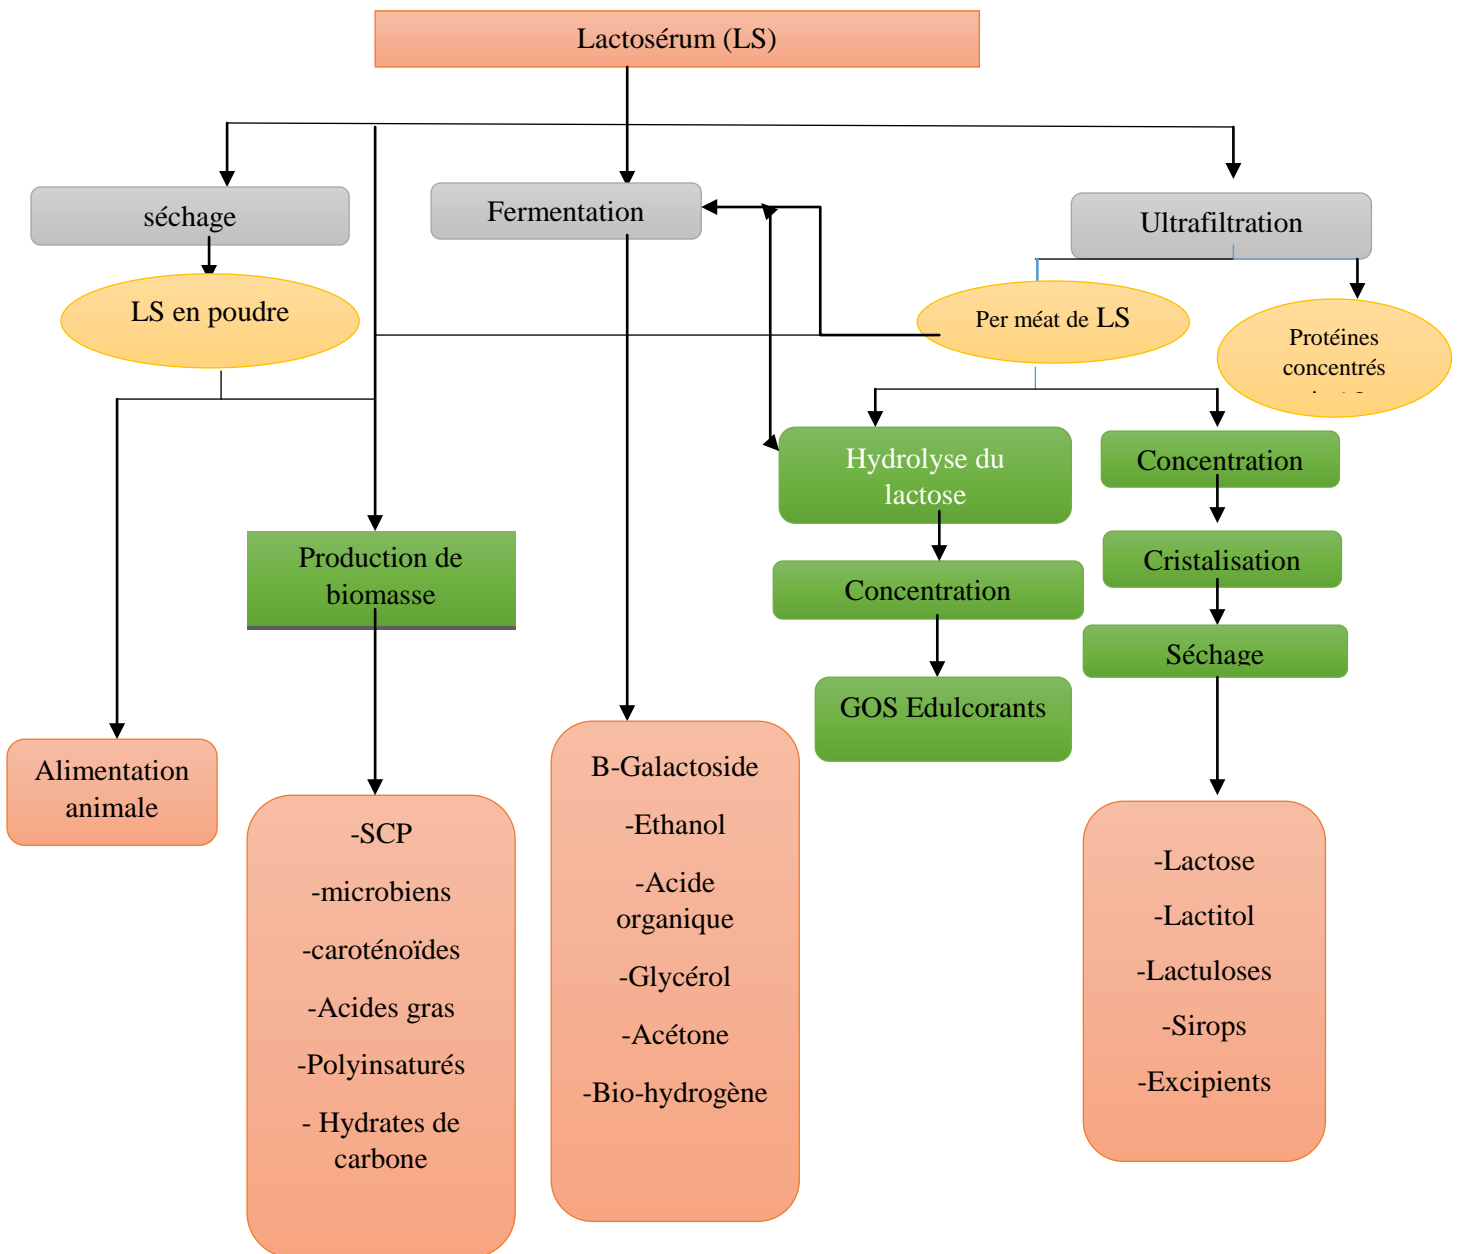 Lactosérum (LS)
séchage
Fermentation
Ultrafiltration
LS en poudre
Per méat de LS
Protéines
concentrés
Hydrolyse du
lactose
Concentration
Production de
biomasse
Cristalisation
Concentration
Séchage
GOS Edulcorants
Alimentation
animale
B-Galactoside
-Ethanol
-Acide
organique
-Glycérol
-Acétone
-Bio-hydrogène
-SCP
-microbiens
-caroténoïdes
-Acides gras
-Polyinsaturés
- Hydrates de
carbone
-Lactose
-Lactitol
-Lactuloses
-Sirops
-Excipients